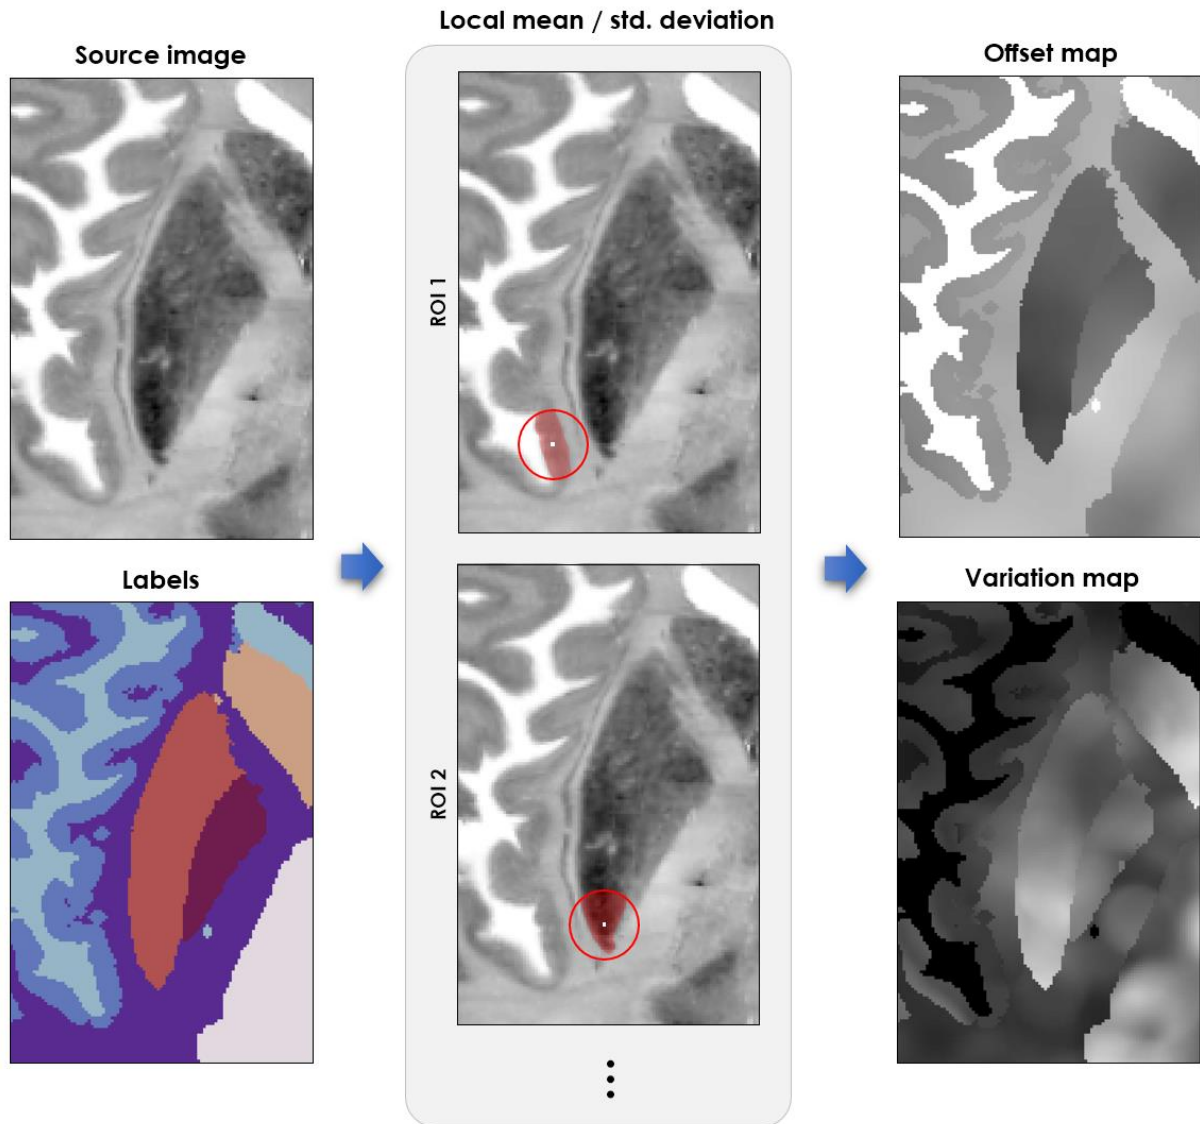 Local mean / std. deviation
Source image
Offset map
ROI 1
Labels
Variation map
ROI 2